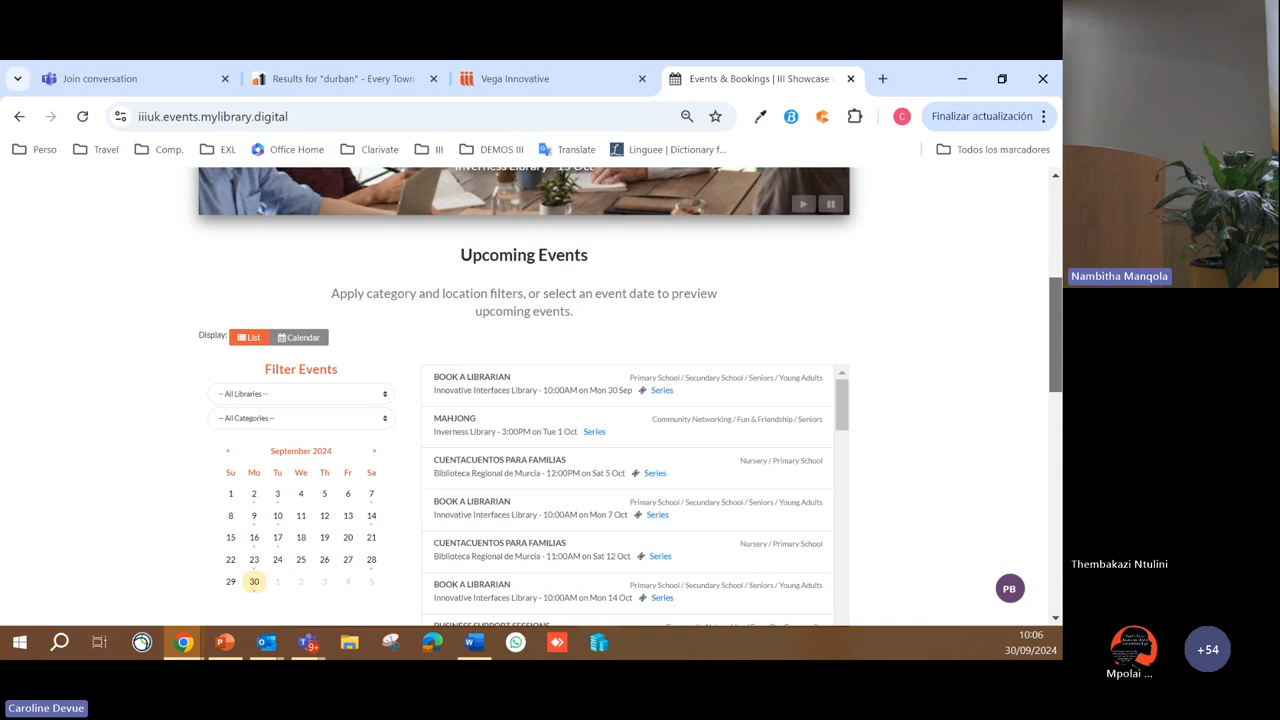 Join conversation
Results for "durban" - Every Town
Vega Innovative
Events & Bookings | III Showcase
iiiuk.events.mylibrary.digital
C
Finalizar actualización
Perso
Travel
Comp.
EXL
Office Home
Clarivate
III
DEMOS III
Translate
Linguee | Dictionary f...
Todos los marcadores
Inverness Library - 15 Oct
Upcoming Events
Apply category and location filters, or select an event date to preview
upcoming events.
Display: List Calendar
Filter Events
-- All Libraries --
-- All Categories --
« September 2024 »
Su Mo Tu We Th Fr Sa
1 2 3 4 5 6 7
8 9 10 11 12 13 14
15 16 17 18 19 20 21
22 23 24 25 26 27 28
29 30 1 2 3 4 5
BOOK A LIBRARIAN Primary School / Secundary School / Seniors / Young Adults
Innovative Interfaces Library - 10:00AM on Mon 30 Sep Series
MAHJONG Community Networking / Fun & Friendship / Seniors
Inverness Library - 3:00PM on Tue 1 Oct Series
CUENTACUENTOS PARA FAMILIAS Nursery / Primary School
Biblioteca Regional de Murcia - 12:00PM on Sat 5 Oct Series
BOOK A LIBRARIAN Primary School / Secundary School / Seniors / Young Adults
Innovative Interfaces Library - 10:00AM on Mon 7 Oct Series
CUENTACUENTOS PARA FAMILIAS Nursery / Primary School
Biblioteca Regional de Murcia - 11:00AM on Sat 12 Oct Series
BOOK A LIBRARIAN Primary School / Secundary School / Seniors / Young Adults
Innovative Interfaces Library - 10:00AM on Mon 14 Oct Series
BUSINESS SUPPORT SESSIONS
PB
9+
10:06
30/09/2024
Caroline Devue
Nambitha Manqola
Thembakazi Ntulini
Mpolai ...
+54